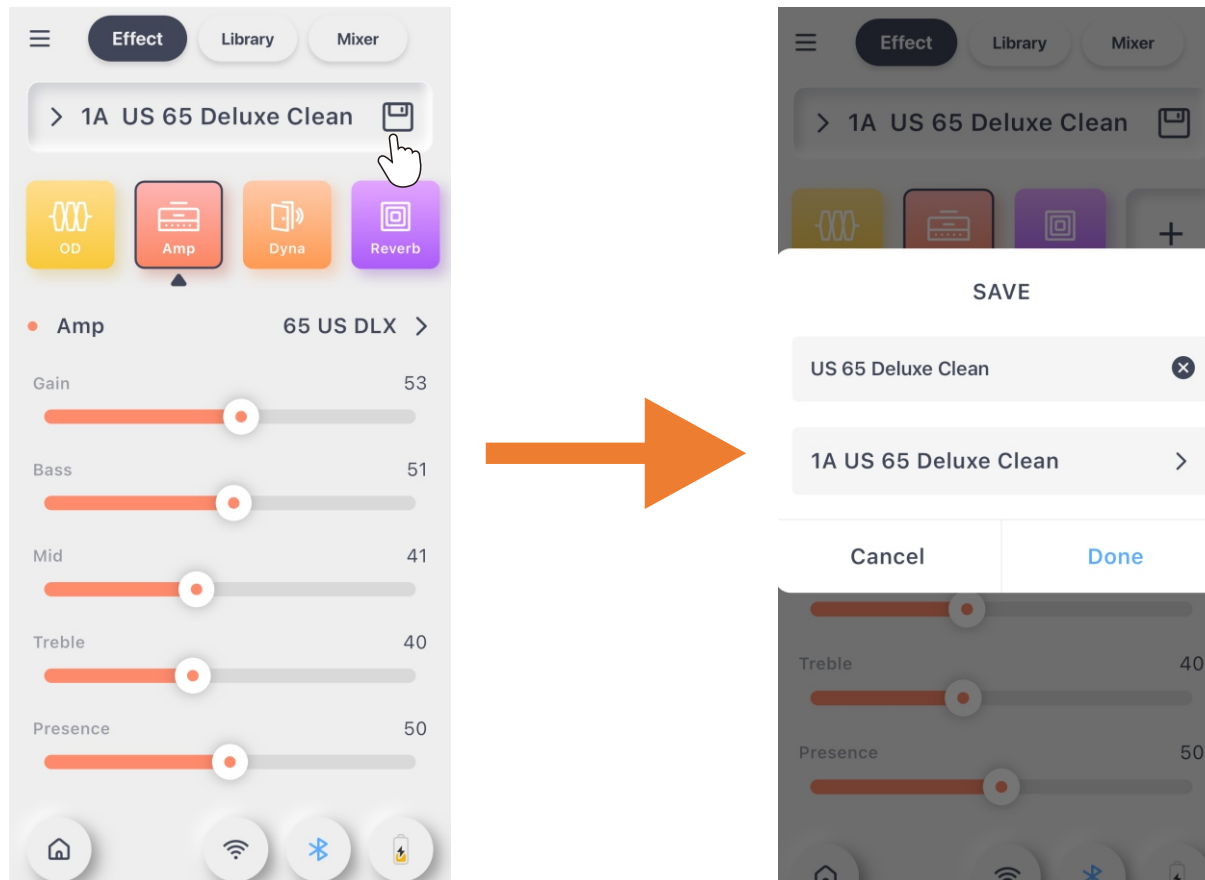 Effect Library Mixer
1A US 65 Deluxe Clean
OD Amp Dyna Reverb
Amp 65 US DLX
Gain 53
Bass 51
Mid 41
Treble 40
Presence 50
Effect Library Mixer
1A US 65 Deluxe Clean
SAVE
US 65 Deluxe Clean
1A US 65 Deluxe Clean
Cancel Done
Treble 40
Presence 50